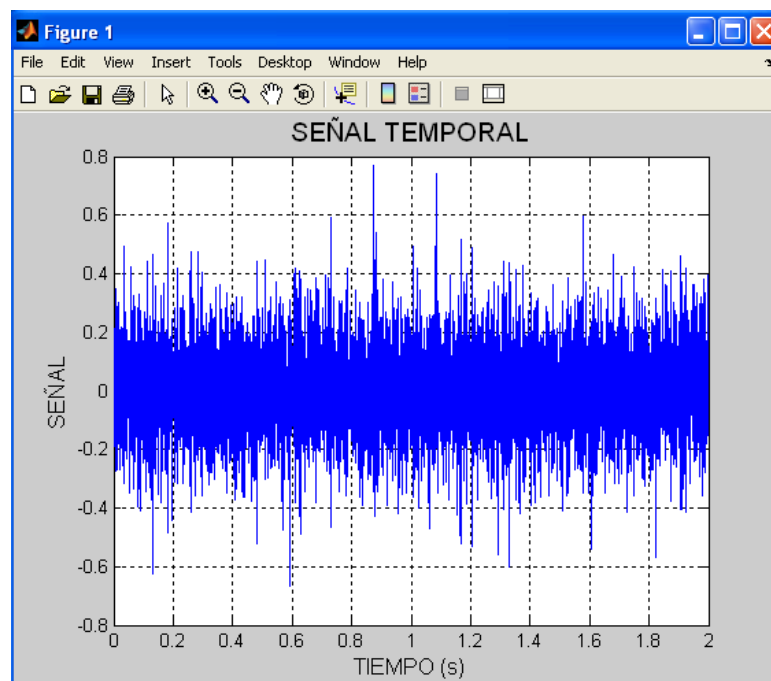 Figure 1
File Edit View Insert Tools Desktop Window Help
SEÑAL TEMPORAL
0.8
0.6
0.4
0.2
0
-0.2
-0.4
-0.6
-0.8
SEÑAL
0 0.2 0.4 0.6 0.8 1 1.2 1.4 1.6 1.8 2
TIEMPO (s)